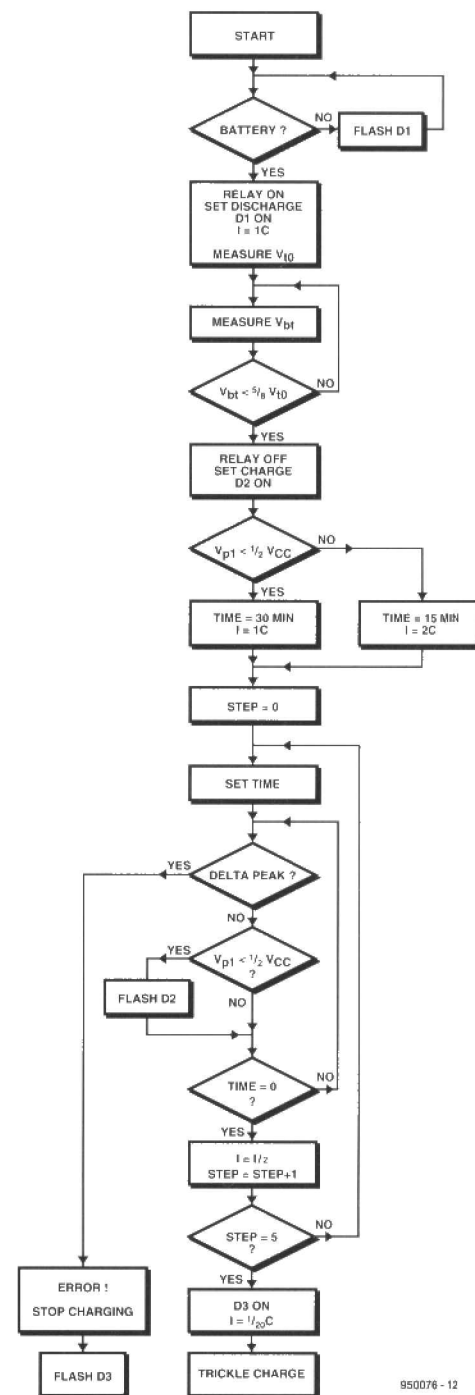 START
BATTERY ?
NO
FLASH D1
YES
RELAY ON
SET DISCHARGE
D1 ON
I = 1C
MEASURE Vt0
MEASURE Vbt
Vbt < 5/8 Vt0
NO
YES
RELAY OFF
SET CHARGE
D2 ON
Vp1 < 1/2 VCC
NO
YES
TIME = 30 MIN
I = 1C
TIME = 15 MIN
I = 2C
STEP = 0
SET TIME
YES
DELTA PEAK ?
NO
YES
Vp1 < 1/2 VCC
?
FLASH D2
NO
TIME = 0
?
NO
YES
I = I/2
STEP = STEP+1
STEP = 5
?
NO
YES
ERROR !
STOP CHARGING
D3 ON
I = 1/20C
FLASH D3
TRICKLE CHARGE
950076 - 12